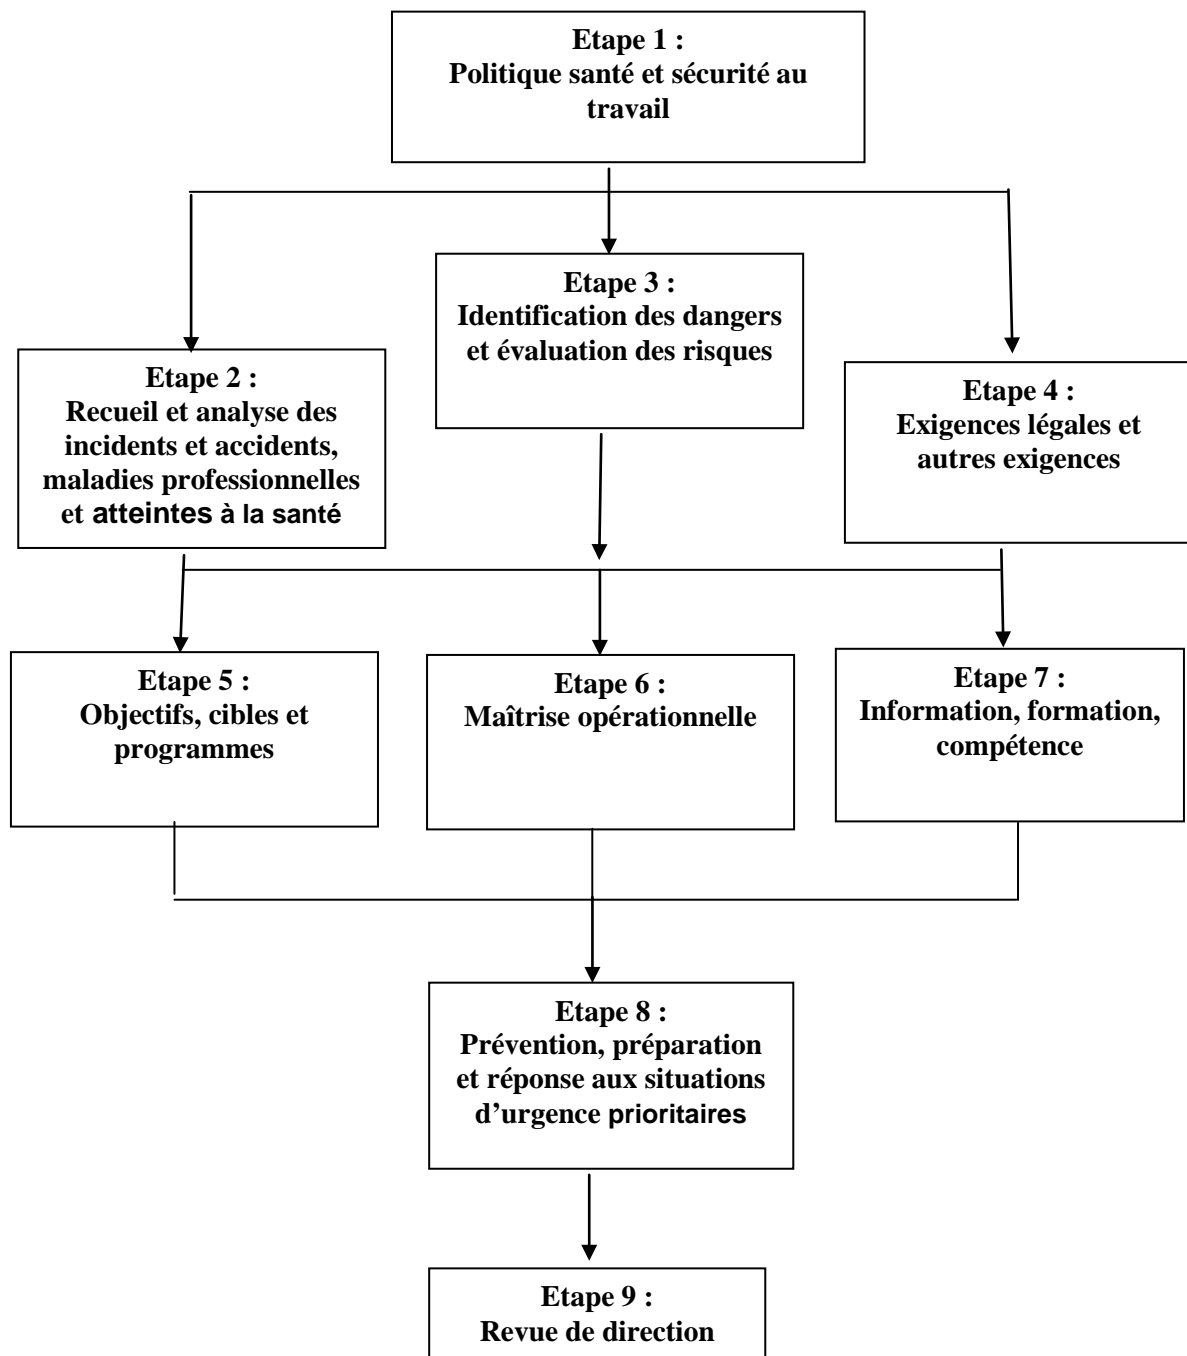 Etape 1 :
Politique santé et sécurité au
travail
Etape 3 :
Identification des dangers
et évaluation des risques
Etape 2 :
Recueil et analyse des
incidents et accidents,
maladies professionnelles
et atteintes à la santé
Etape 4 :
Exigences légales et
autres exigences
Etape 5 :
Objectifs, cibles et
programmes
Etape 6 :
Maîtrise opérationnelle
Etape 7 :
Information, formation,
compétence
Etape 8 :
Prévention, préparation
et réponse aux situations
d’urgence prioritaires
Etape 9 :
Revue de direction